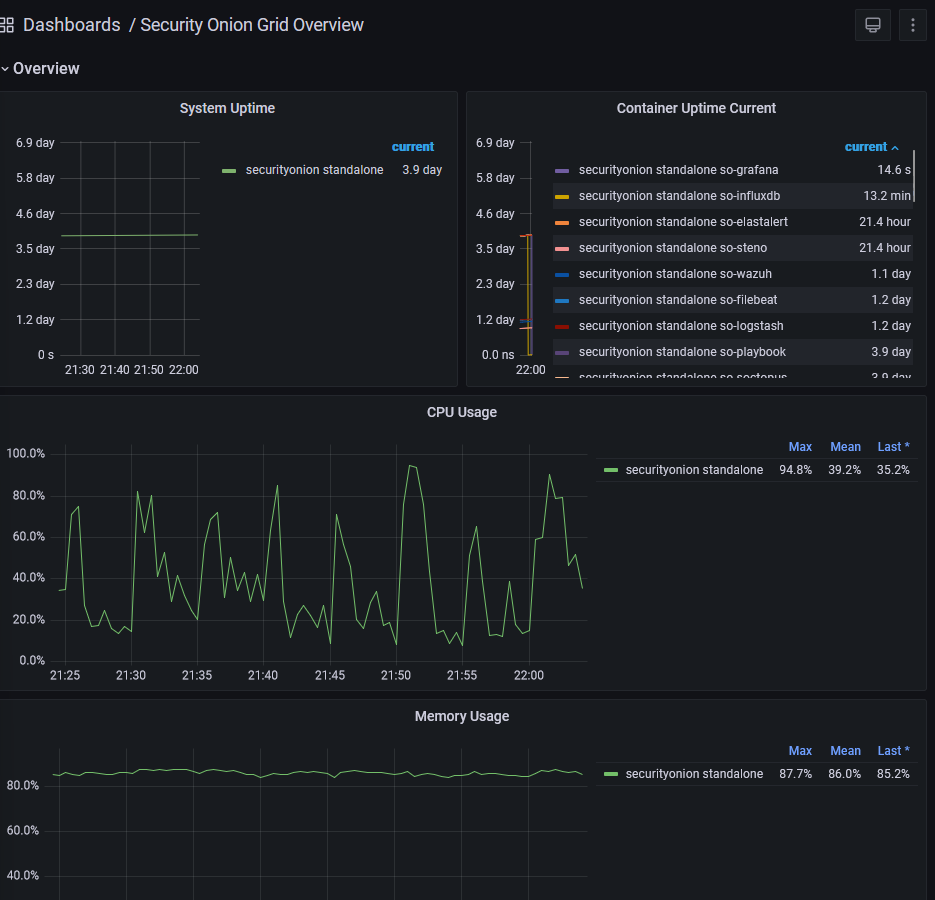 Dashboards / Security Onion Grid Overview
Overview
System Uptime
6.9 day
5.8 day
4.6 day
3.5 day
2.3 day
1.2 day
0 s
21:30 21:40 21:50 22:00
current
securityonion standalone 3.9 day
Container Uptime Current
6.9 day
5.8 day
4.6 day
3.5 day
2.3 day
1.2 day
0.0 ns
22:00
current
securityonion standalone so-grafana 14.6 s
securityonion standalone so-influxdb 13.2 min
securityonion standalone so-elastalert 21.4 hour
securityonion standalone so-steno 21.4 hour
securityonion standalone so-wazuh 1.1 day
securityonion standalone so-filebeat 1.2 day
securityonion standalone so-logstash 1.2 day
securityonion standalone so-playbook 3.9 day
securityonion standalone so-soctopus 3.9 day
CPU Usage
100.0%
80.0%
60.0%
40.0%
20.0%
0.0%
21:25 21:30 21:35 21:40 21:45 21:50 21:55 22:00
Max Mean Last *
securityonion standalone 94.8% 39.2% 35.2%
Memory Usage
80.0%
60.0%
40.0%
Max Mean Last *
securityonion standalone 87.7% 86.0% 85.2%